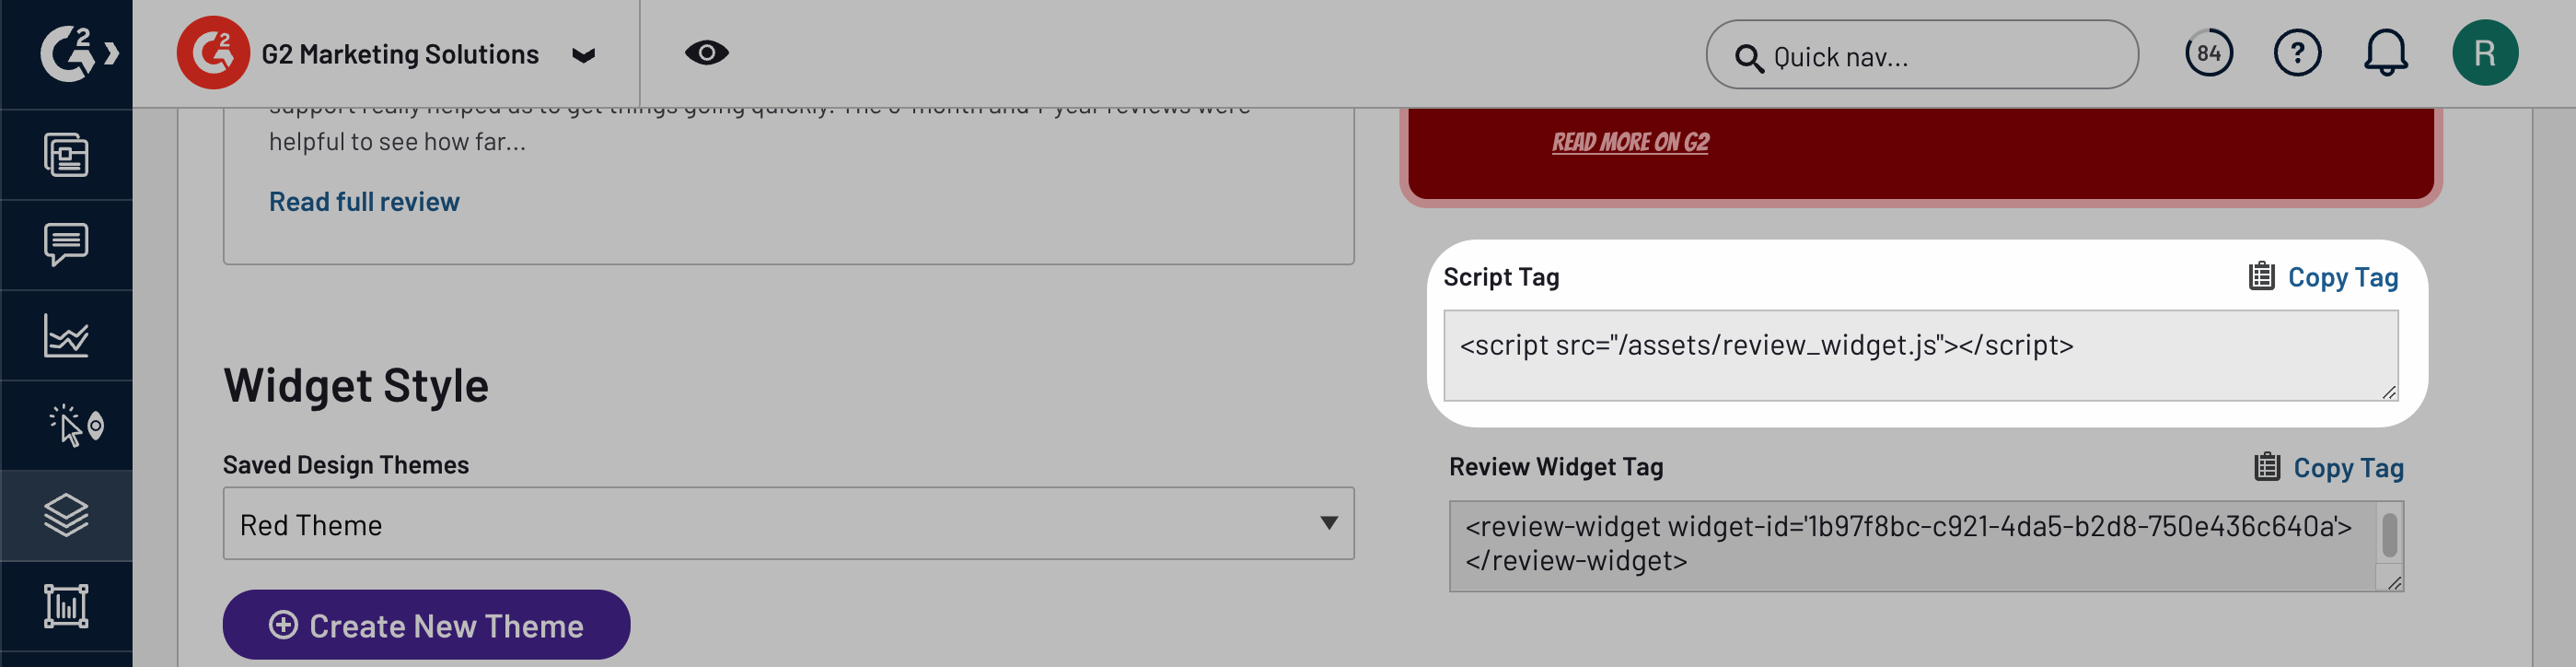 G2 Marketing Solutions
Quick nav...
84
?
R
support really helped us to get things going quickly. The 6-month and 1-year reviews were
helpful to see how far...
Read full review
READ MORE ON G2
Script Tag
Copy Tag
<script src="/assets/review_widget.js"></script>
Widget Style
Saved Design Themes
Red Theme
Create New Theme
Review Widget Tag
Copy Tag
<review-widget widget-id='1b97f8bc-c921-4da5-b2d8-750e436c640a'>
</review-widget>